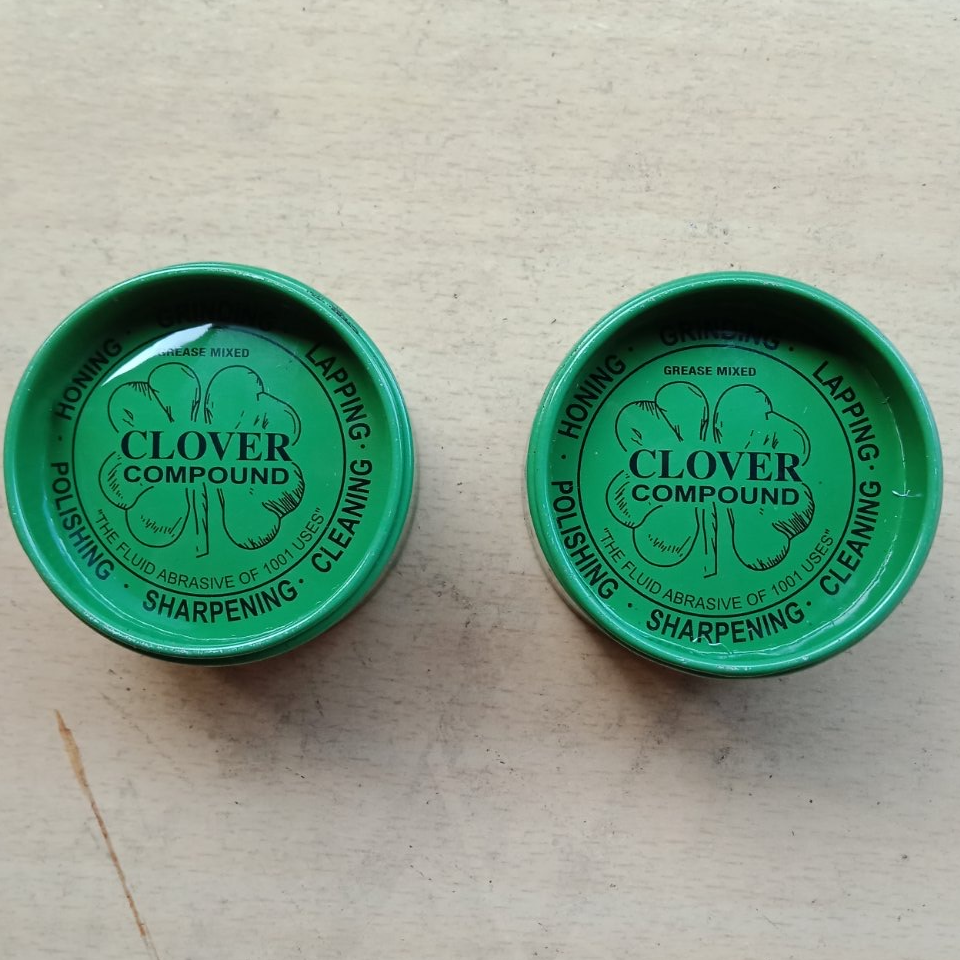 GRINDING · LAPPING · CLEANING · SHARPENING · POLISHING · HONING ·
GREASE MIXED
CLOVER
COMPOUND
"THE FLUID ABRASIVE OF 1001 USES"
GRINDING · LAPPING · CLEANING · SHARPENING · POLISHING · HONING ·
GREASE MIXED
CLOVER
COMPOUND
"THE FLUID ABRASIVE OF 1001 USES"